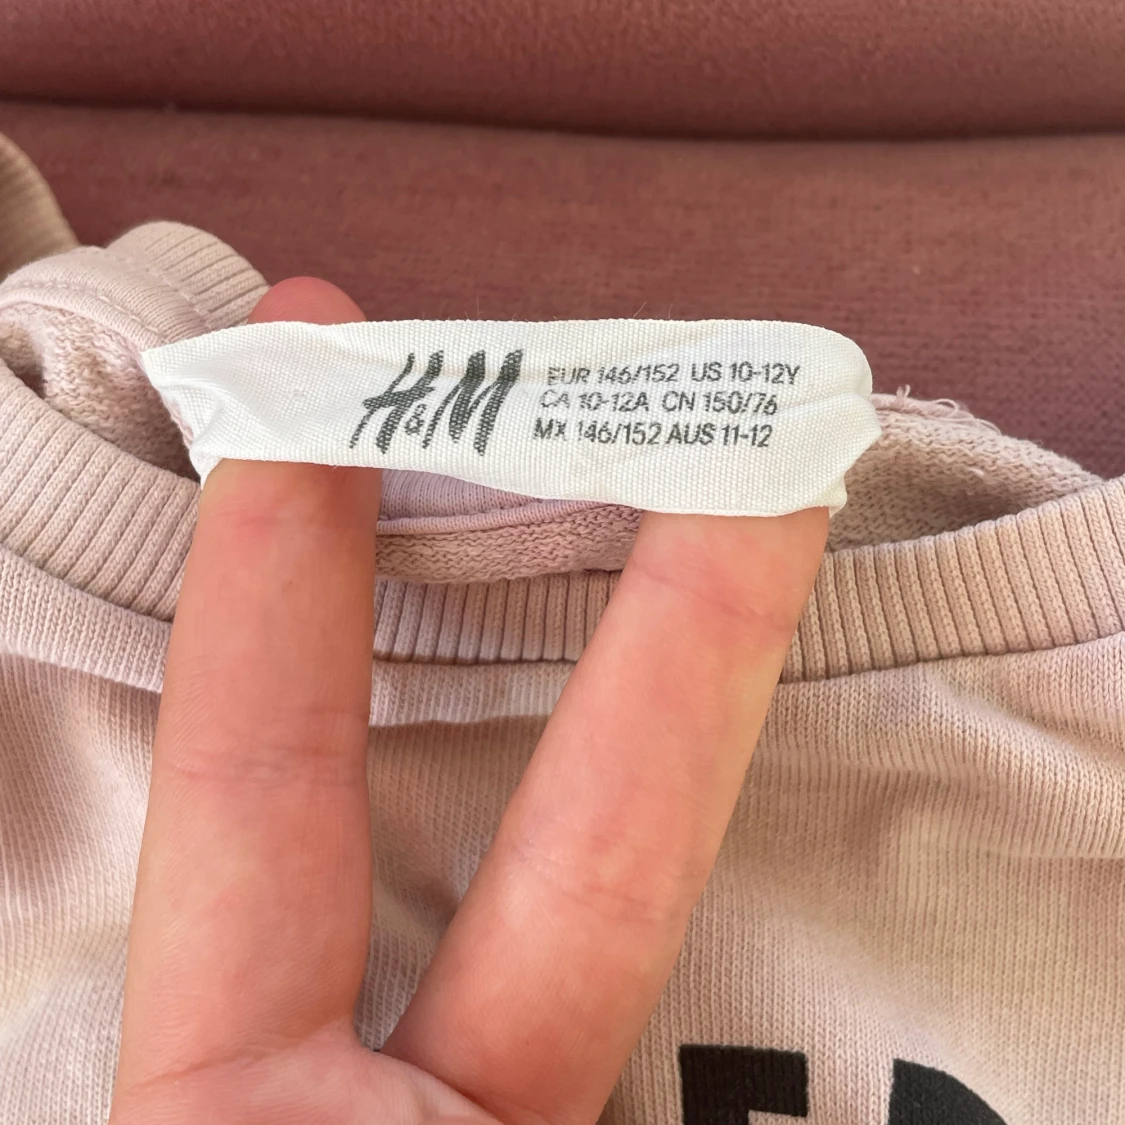 H&M
EUR 146/152 US 10-12Y
CA 10-12A CN 150/76
MX 146/152 AUS 11-12